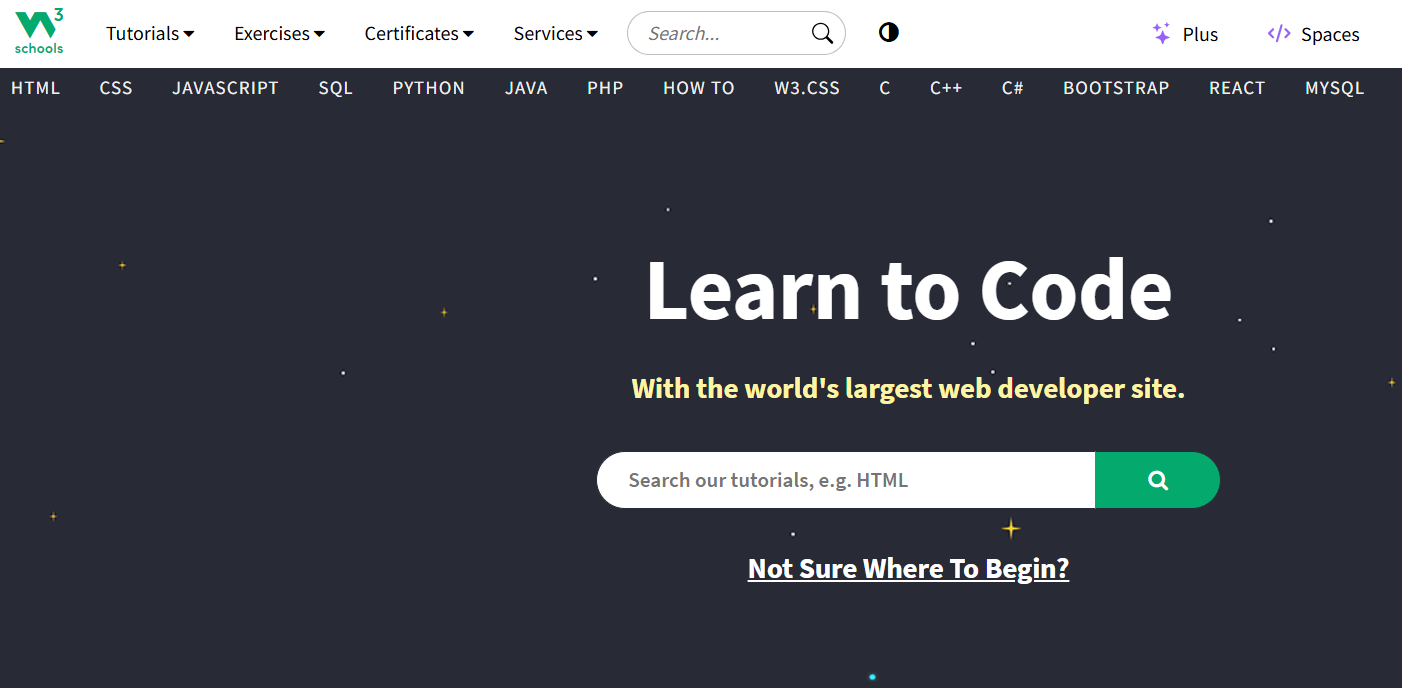 W3 schools Tutorials Exercises Certificates Services Search... Plus Spaces
HTML CSS JAVASCRIPT SQL PYTHON JAVA PHP HOW TO W3.CSS C C++ C# BOOTSTRAP REACT MYSQL
Learn to Code
With the world's largest web developer site.
Search our tutorials, e.g. HTML
Not Sure Where To Begin?